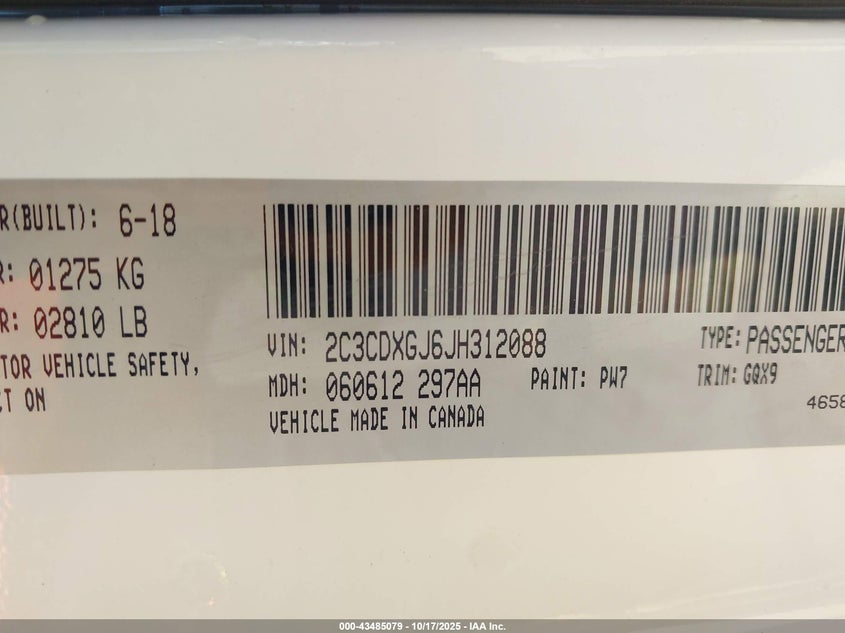 R(BUILT): 6-18
R: 01275 KG
R: 02810 LB
TOR VEHICLE SAFETY,
CT ON
VIN: 2C3CDXGJ6JH312088
TYPE: PASSENGER
MDH: 060612 297AA
PAINT: PW7
TRIM: GQX9
VEHICLE MADE IN CANADA
4658
000-43485079 - 10/17/2025 - IAA Inc.